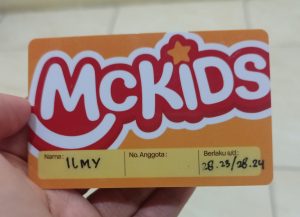 McKIDS
Nama : ILMY
No. Anggota :
Berlaku s/d :
28.23/28.24